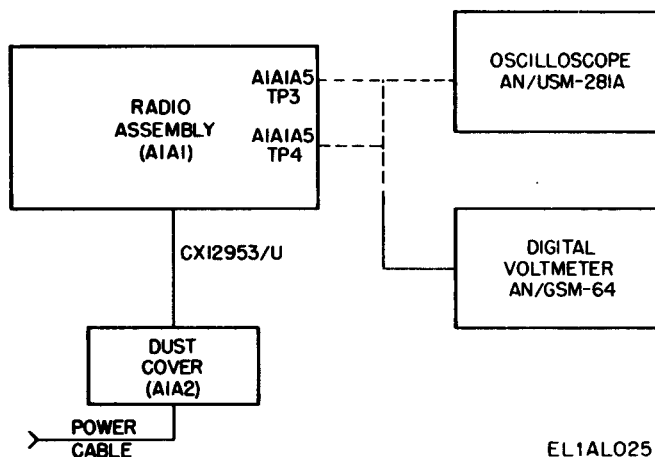 RADIO
ASSEMBLY
(A1A1)
A1A1A5
TP3
A1A1A5
TP4
OSCILLOSCOPE
AN/USM-281A
DIGITAL
VOLTMETER
AN/GSM-64
CX12953/U
DUST
COVER
(A1A2)
POWER
CABLE
EL1AL025